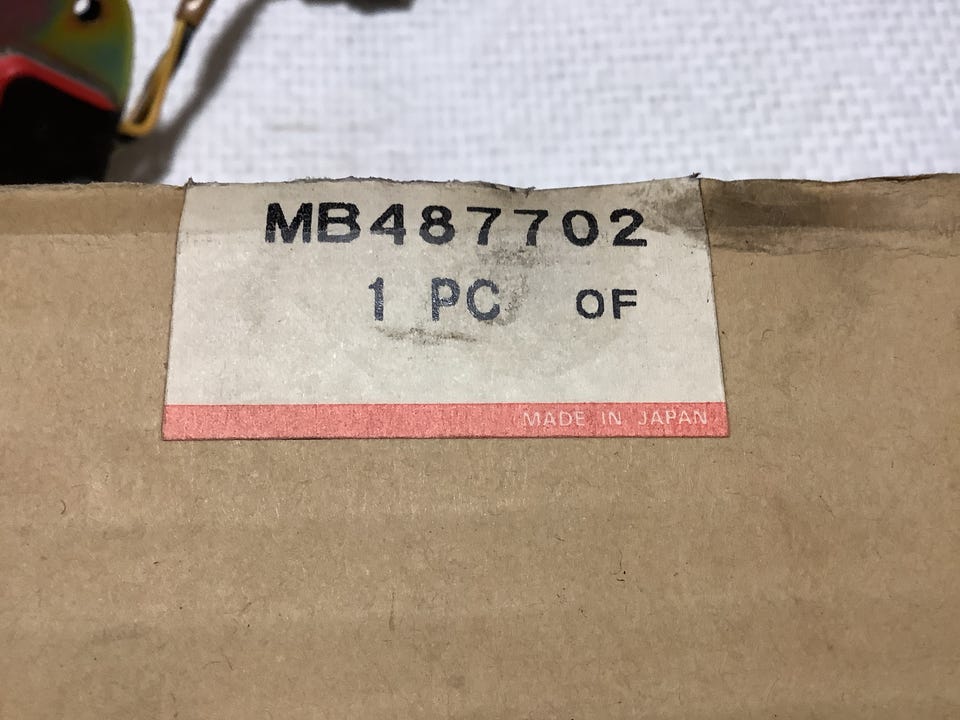 MB487702
1 PC OF
MADE IN JAPAN